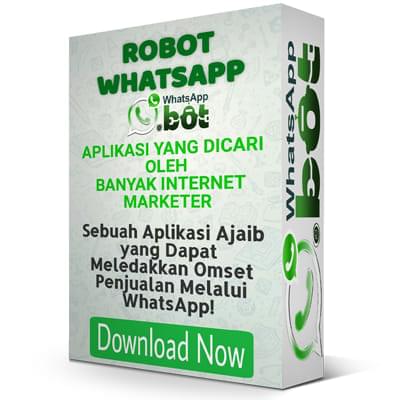 ROBOT
WHATSAPP
WhatsApp
.bot
APLIKASI YANG DICARI
OLEH
BANYAK INTERNET
MARKETER
Sebuah Aplikasi Ajaib
yang Dapat
Meledakkan Omset
Penjualan Melalui
WhatsApp!
Download Now
WhatsApp
.bot